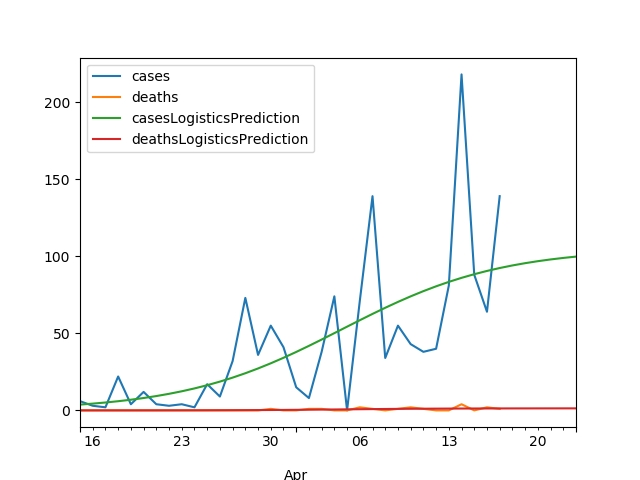 cases
deaths
casesLogisticsPrediction
deathsLogisticsPrediction
200
150
100
50
0
16 23 30 06 13 20
Apr